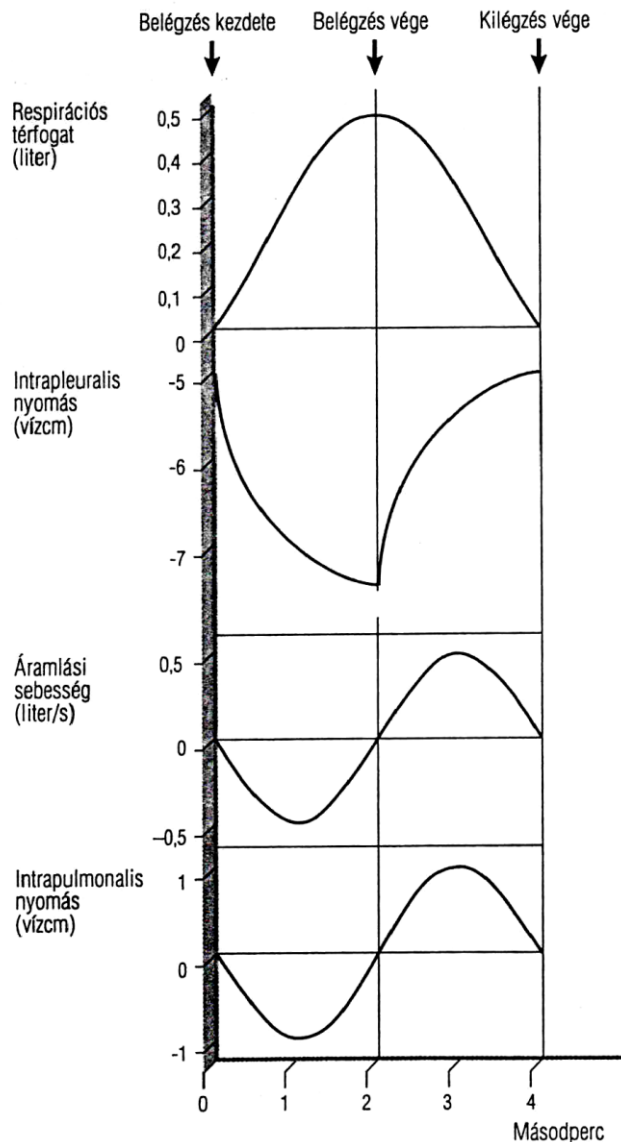 Belégzés kezdete
Belégzés vége
Kilégzés vége
Respirációs
térfogat
(liter)
0,5
0,4
0,3
0,2
0,1
0
Intrapleuralis
nyomás
(vízcm)
-5
-6
-7
Áramlási
sebesség
(liter/s)
0,5
0
–0,5
Intrapulmonalis
nyomás
(vízcm)
1
0
-1
0
1
2
3
4
Másodperc